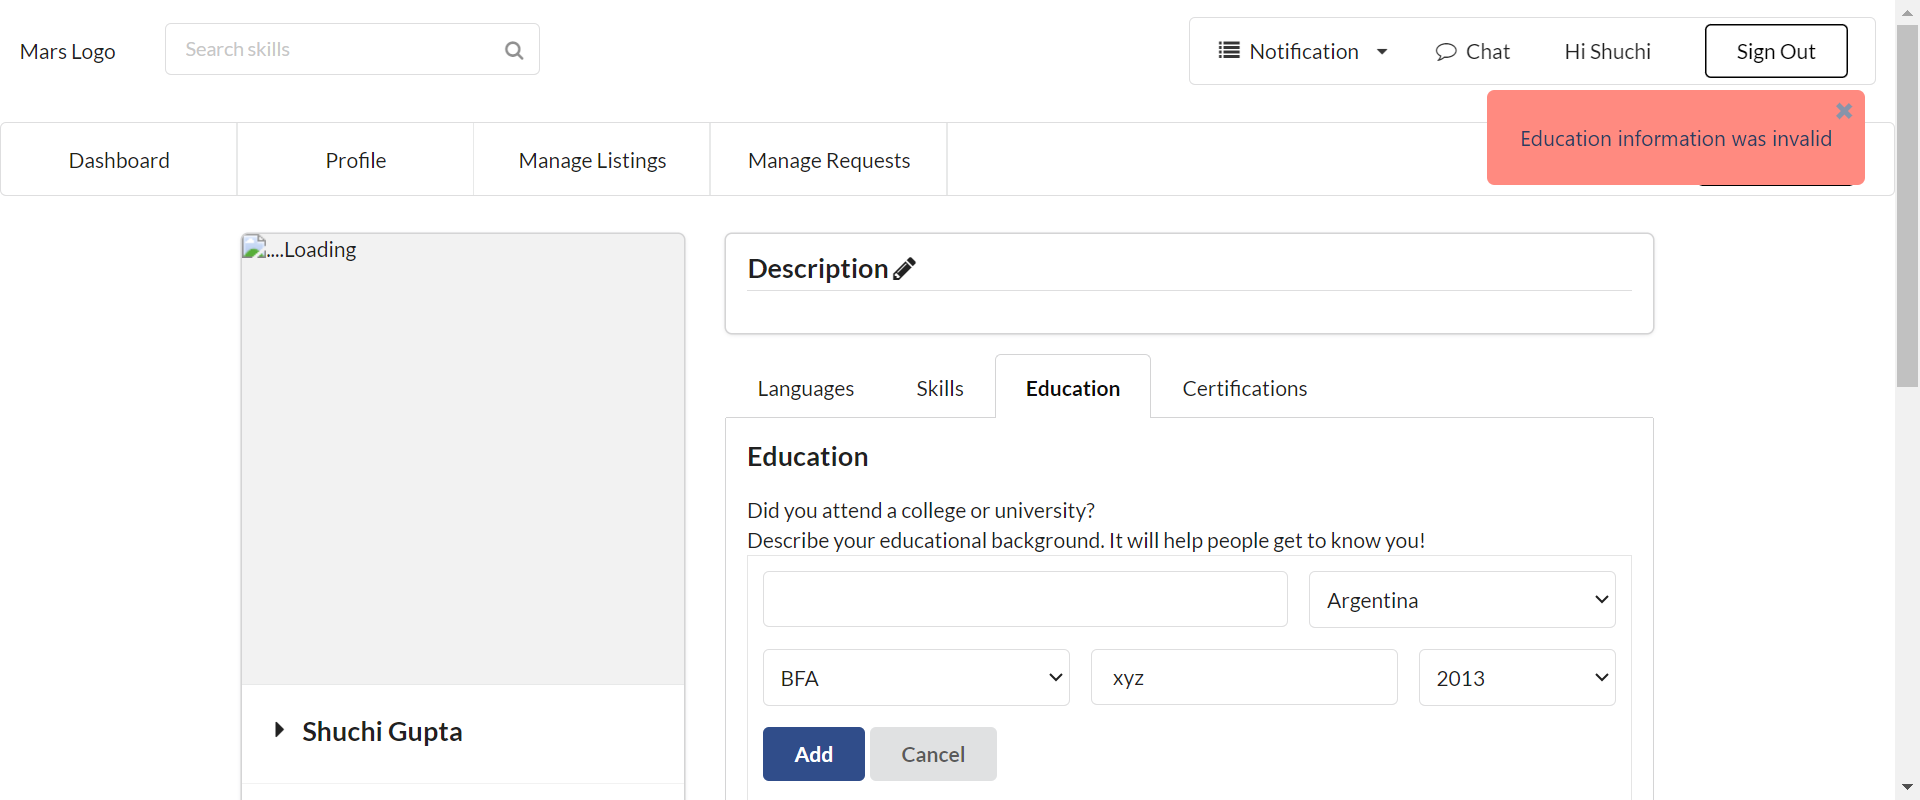 Mars Logo
Search skills
Notification
Chat
Hi Shuchi
Sign Out
Education information was invalid
Dashboard
Profile
Manage Listings
Manage Requests
....Loading
Description
Languages
Skills
Education
Certifications
Education
Did you attend a college or university?
Describe your educational background. It will help people get to know you!
Argentina
BFA
xyz
2013
Add
Cancel
Shuchi Gupta